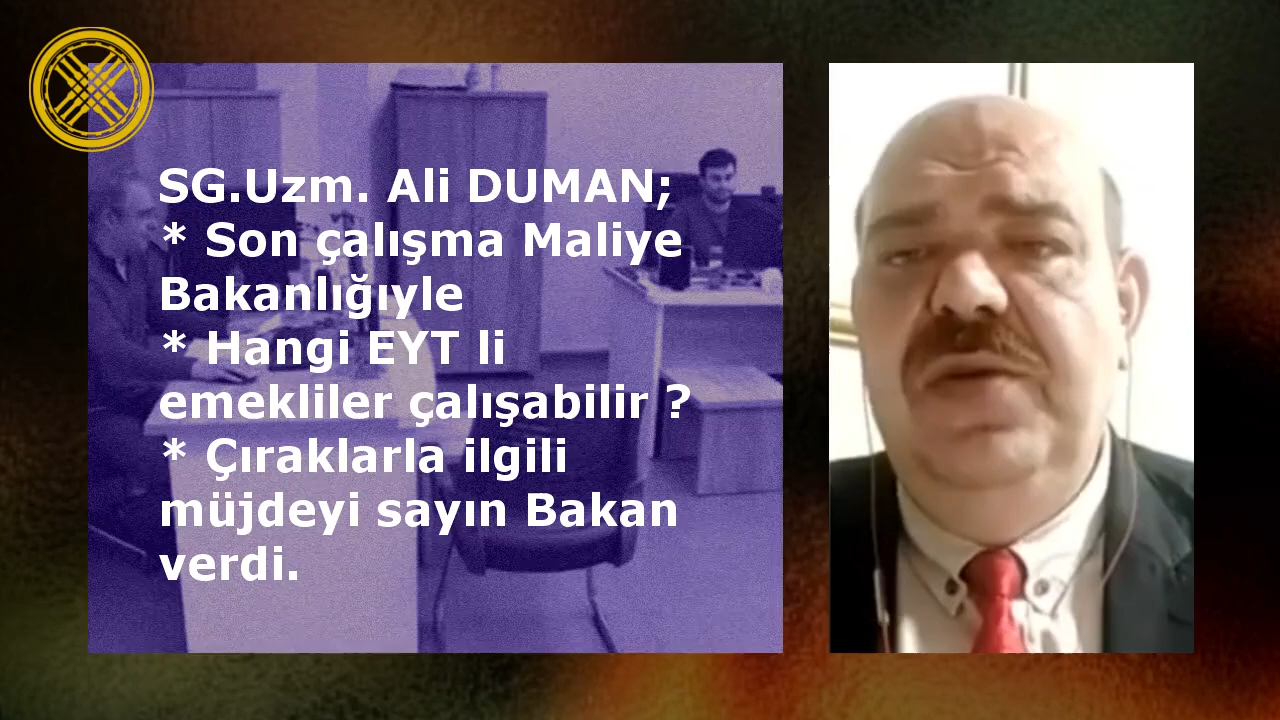 SG.Uzm. Ali DUMAN;
* Son çalışma Maliye
Bakanlığıyle
* Hangi EYT li
emekliler çalışabilir ?
* Çıraklarla ilgili
müjdeyi sayın Bakan
verdi.